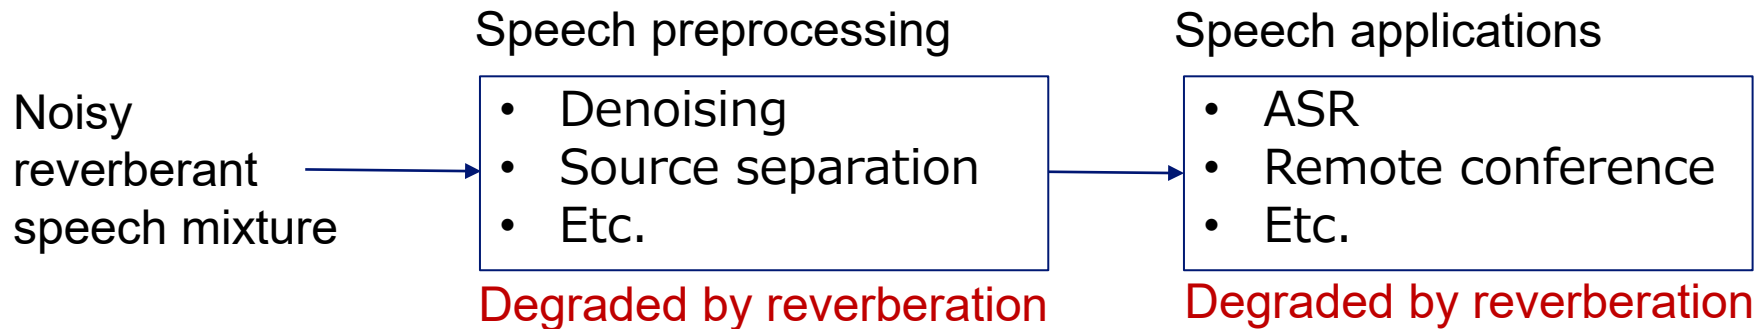 Noisy
reverberant
speech mixture
Speech preprocessing
• Denoising
• Source separation
• Etc.
Degraded by reverberation
Speech applications
• ASR
• Remote conference
• Etc.
Degraded by reverberation